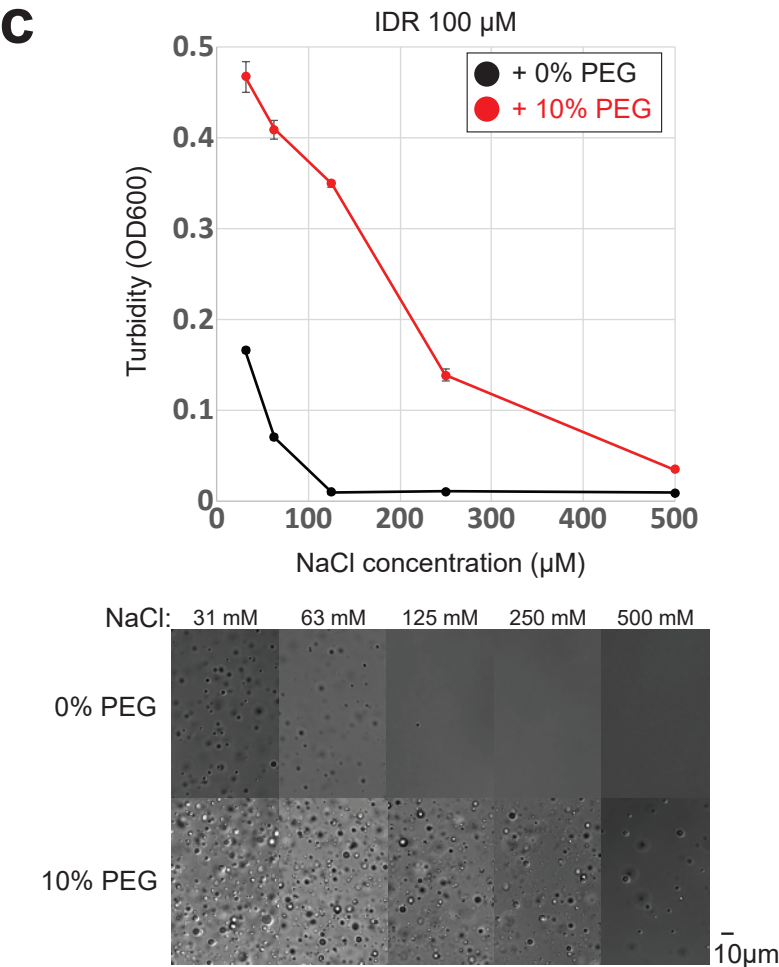 C
IDR 100 µM
+ 0% PEG
+ 10% PEG
Turbidity (OD600)
0.5
0.4
0.3
0.2
0.1
0
0 100 200 300 400 500
NaCl concentration (µM)
NaCl: 31 mM 63 mM 125 mM 250 mM 500 mM
0% PEG
10% PEG
10µm